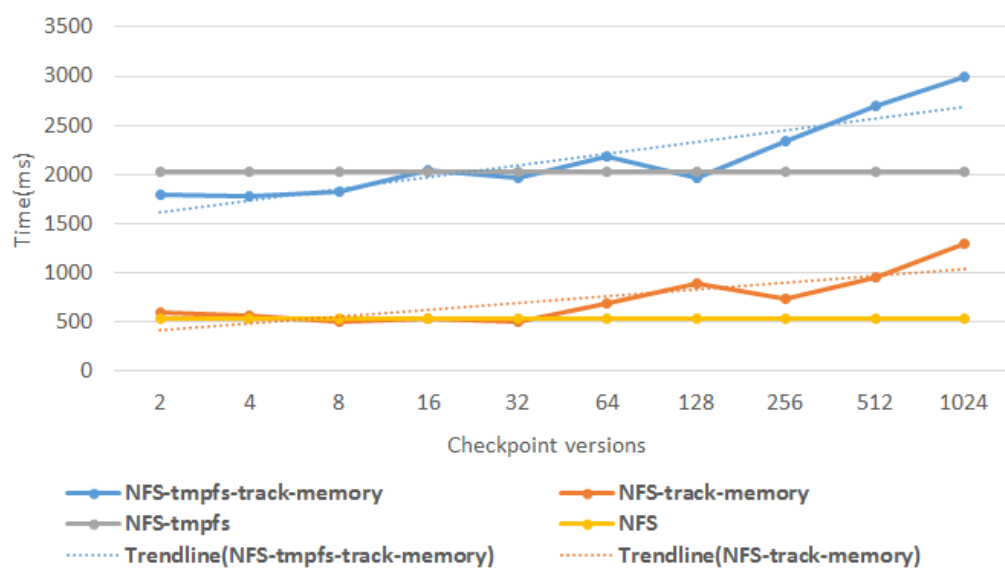 3500
3000
2500
2000
1500
1000
500
0
Time(ms)
2 4 8 16 32 64 128 256 512 1024
Checkpoint versions
NFS-tmpfs-track-memory NFS-track-memory
NFS-tmpfs NFS
Trendline(NFS-tmpfs-track-memory) Trendline(NFS-track-memory)